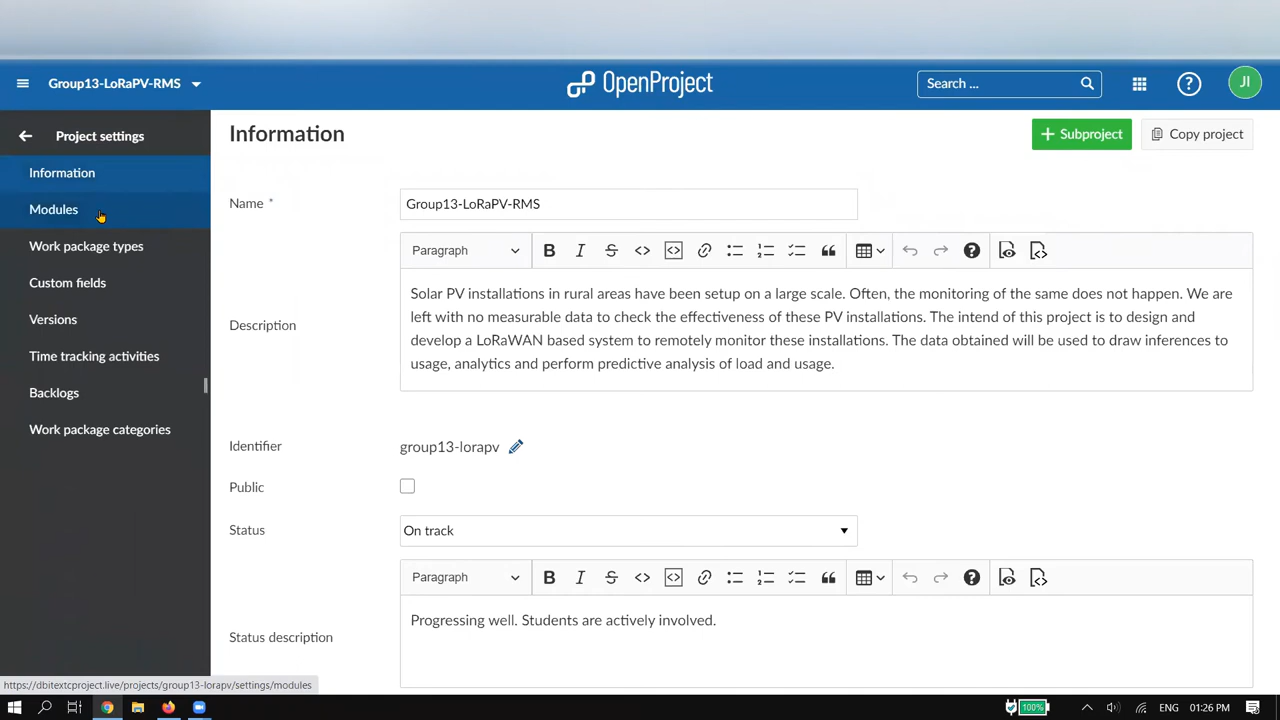 Group13-LoRaPV-RMS
OpenProject
Search ...
JI
Project settings
Information
Modules
Work package types
Custom fields
Versions
Time tracking activities
Backlogs
Work package categories
Information
+ Subproject
Copy project
Name *
Group13-LoRaPV-RMS
Paragraph
Description
Solar PV installations in rural areas have been setup on a large scale. Often, the monitoring of the same does not happen. We are
left with no measurable data to check the effectiveness of these PV installations. The intend of this project is to design and
develop a LoRaWAN based system to remotely monitor these installations. The data obtained will be used to draw inferences to
usage, analytics and perform predictive analysis of load and usage.
Identifier
group13-lorapv
Public
Status
On track
Paragraph
Status description
Progressing well. Students are actively involved.
https://dbitextcproject.live/projects/group13-lorapv/settings/modules
100%
ENG
01:26 PM